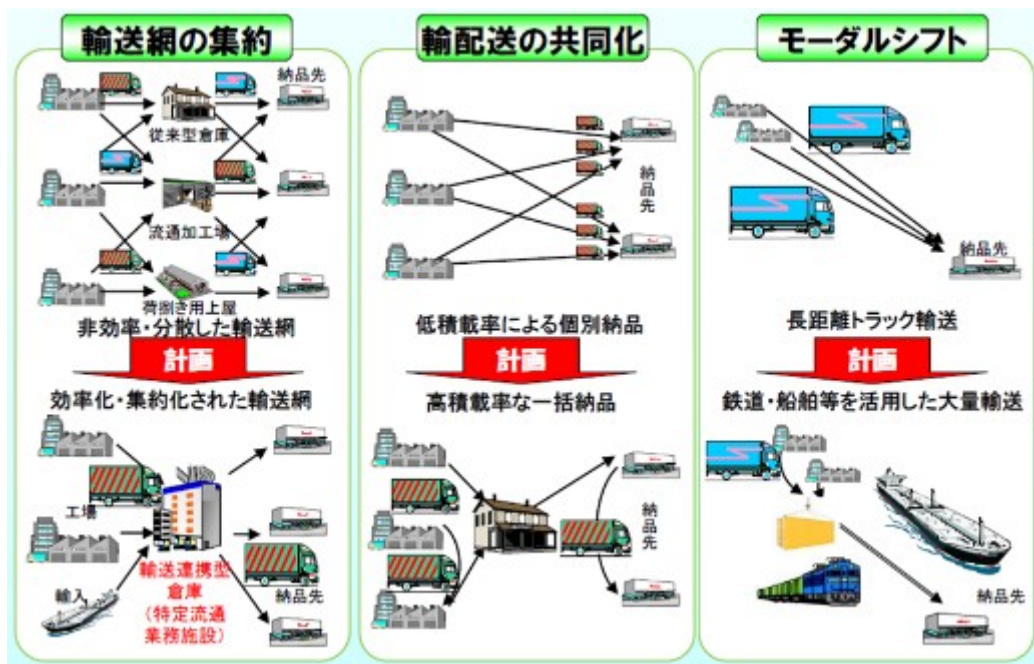 輸送網の集約
納品先
従来型倉庫
流通加工場
荷捌き用上屋
非効率・分散した輸送網
計画
効率化・集約化された輸送網
工場
輸入
輸送連携型
倉庫
(特定流通
業務施設)
納品先
輸配送の共同化
納品先
低積載率による個別納品
計画
高積載率な一括納品
納品先
モーダルシフト
納品先
長距離トラック輸送
計画
鉄道・船舶等を活用した大量輸送
納品先